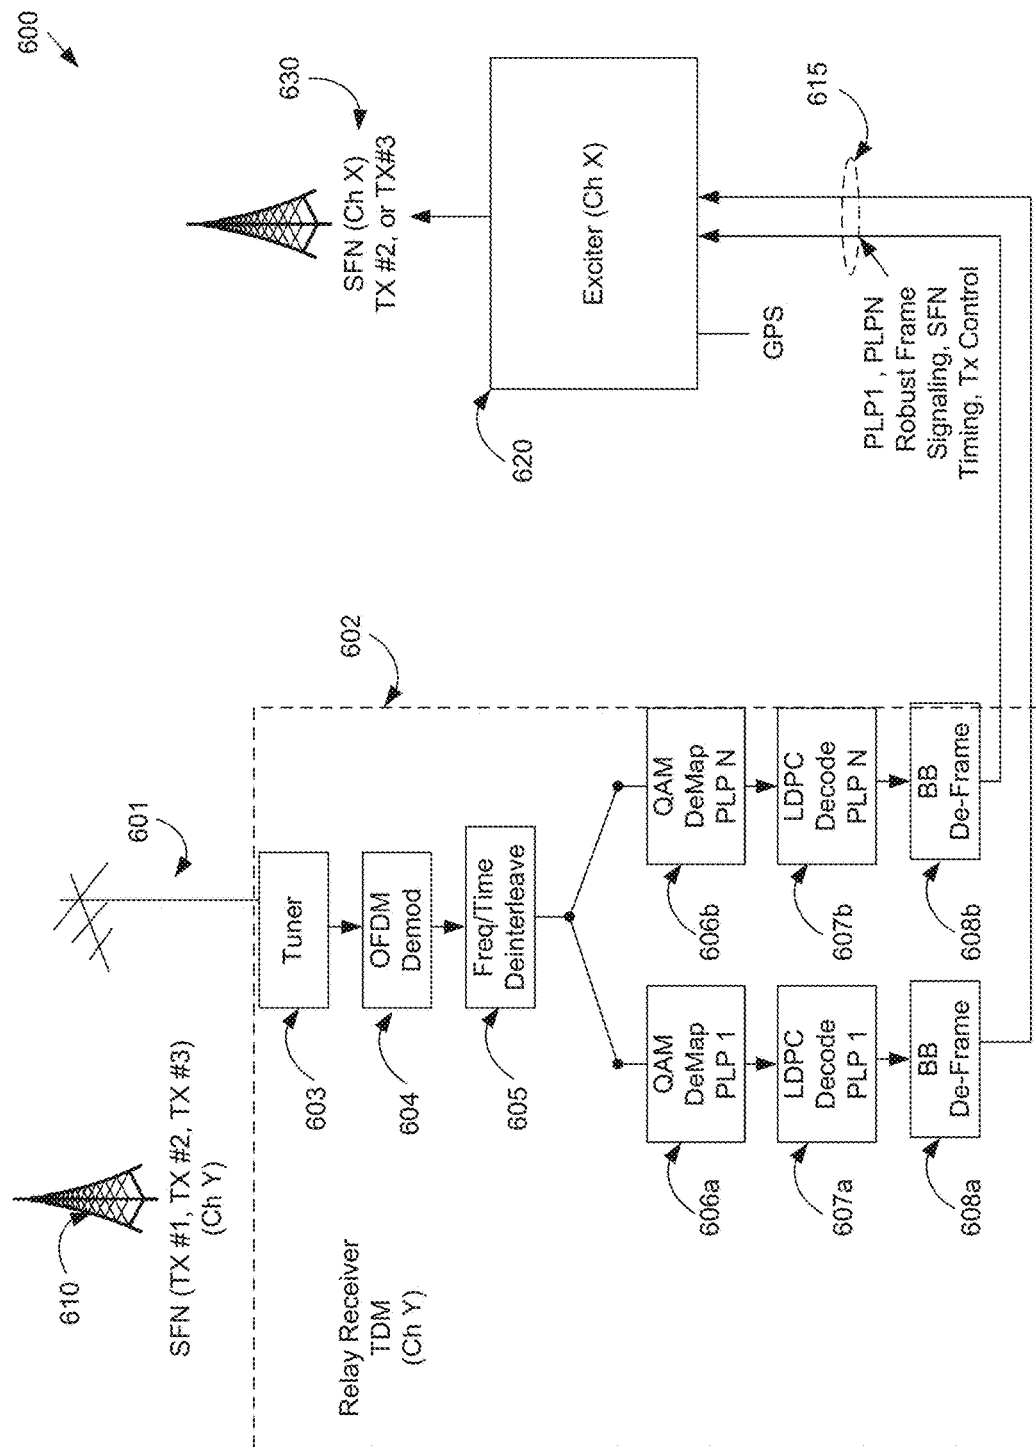 600
610
SFN (TX #1, TX #2, TX #3)
(Ch Y)
601
630
SFN (Ch X)
TX #2, or TX#3
Relay Receiver
TDM
(Ch Y)
602
603
Tuner
604
OFDM
Demod
605
Freq/Time
Deinterleave
606a
QAM
DeMap
PLP 1
606b
QAM
DeMap
PLP N
607a
LDPC
Decode
PLP 1
607b
LDPC
Decode
PLP N
608a
BB
De-Frame
608b
BB
De-Frame
620
Exciter (Ch X)
GPS
615
PLP1 , PLPN
Robust Frame
Signaling, SFN
Timing, Tx Control